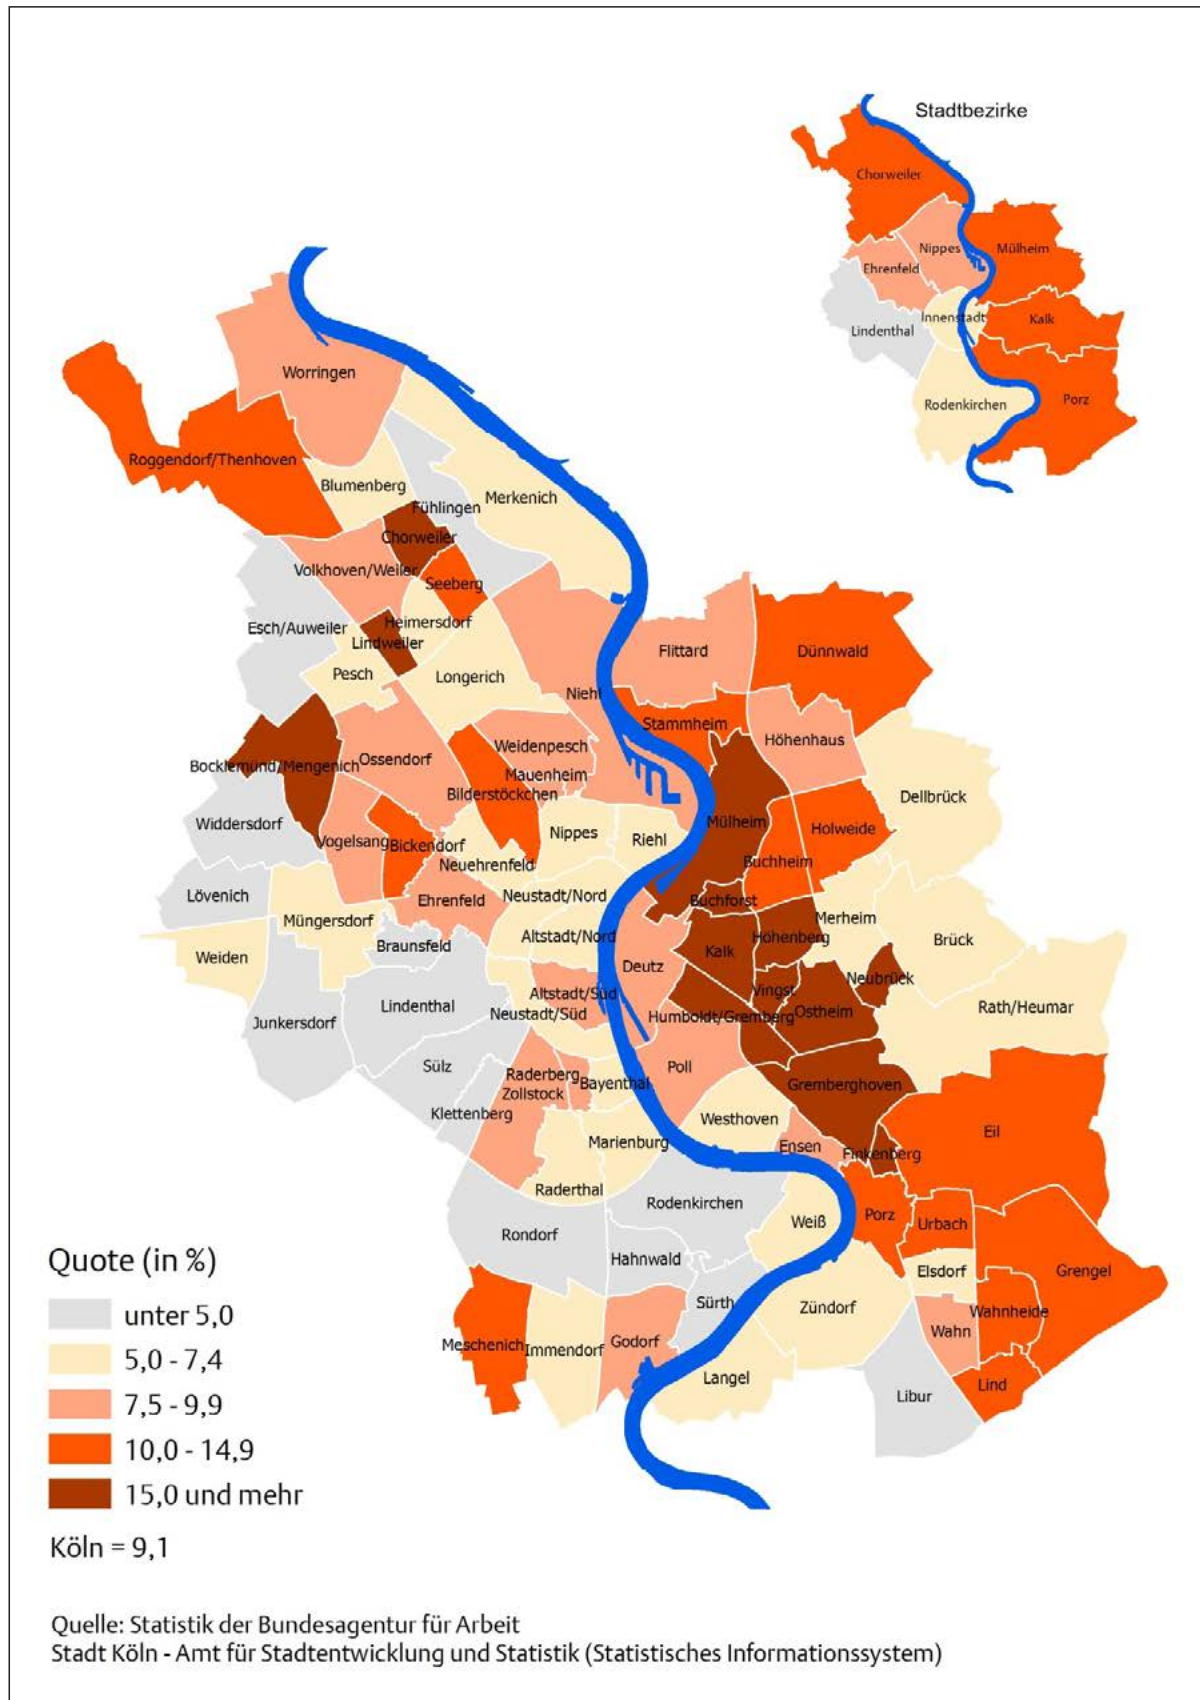 Stadtbezirke
Chorweiler
Nippes
Mülheim
Ehrenfeld
Innenstadt
Kalk
Lindenthal
Rodenkirchen
Porz
Worringen
Roggendorf/Thenhoven
Blumenberg
Merkenich
Fühlingen
Chorweiler
Volkhoven/Weiler
Seeberg
Esch/Auweiler
Heimersdorf
Lindweiler
Pesch
Longerich
Flittard
Dünnwald
Niehl
Stammheim
Höhenhaus
Weidenpesch
Ossendorf
Bocklemünd/Mengenich
Mauenheim
Bilderstöckchen
Dellbrück
Widdersdorf
Mülheim
Holweide
Nippes
Riehl
Vogelsang
Bickendorf
Buchheim
Neuehrenfeld
Lövenich
Ehrenfeld
Neustadt/Nord
Buchforst
Müngersdorf
Merheim
Braunsfeld
Altstadt/Nord
Höhenberg
Brück
Weiden
Kalk
Deutz
Neubrück
Altstadt/Süd
Vingst
Lindenthal
Rath/Heumar
Neustadt/Süd
Ostheim
Humboldt/Gremberg
Junkersdorf
Sülz
Poll
Raderberg
Bayenthal
Gremberghoven
Zollstock
Klettenberg
Westhoven
Eil
Marienburg
Ensen
Finkenberg
Raderthal
Rodenkirchen
Weiß
Porz
Urbach
Rondorf
Hahnwald
Elsdorf
Grengel
Sürth
Zündorf
Wahnheide
Wahn
Meschenich
Immendorf
Godorf
Langel
Lind
Libur
Quote (in %)
unter 5,0
5,0 - 7,4
7,5 - 9,9
10,0 - 14,9
15,0 und mehr
Köln = 9,1
Quelle: Statistik der Bundesagentur für Arbeit
Stadt Köln - Amt für Stadtentwicklung und Statistik (Statistisches Informationssystem)